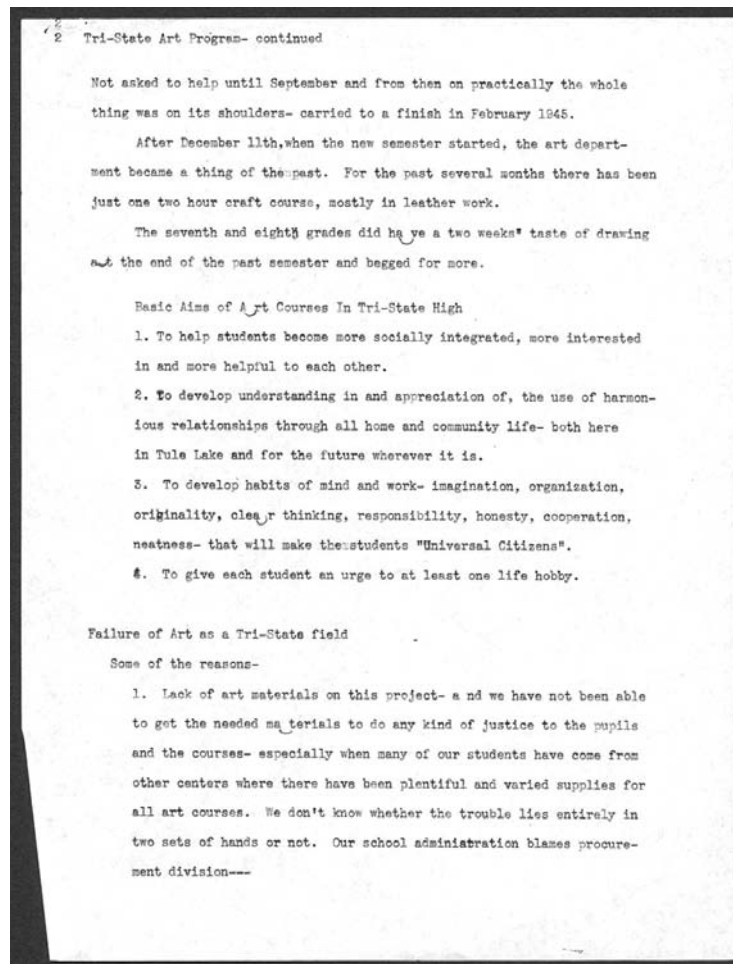 2 Tri-State Art Program- continued
Not asked to help until September and from then on practically the whole
thing was on its shoulders- carried to a finish in February 1945.
After December 11th,when the new semester started, the art depart-
ment became a thing of the past. For the past several months there has been
just one two hour craft course, mostly in leather work.
The seventh and eighth grades did ha ve a two weeks" taste of drawing
at the end of the past semester and begged for more.
Basic Aims of A rt Courses In Tri-State High
1. To help students become more socially integrated, more interested
in and more helpful to each other.
2. To develop understanding in and appreciation of, the use of harmon-
ious relationships through all home and community life- both here
in Tule Lake and for the future wherever it is.
3. To develop habits of mind and work- imagination, organization,
originality, clea r thinking, responsibility, honesty, cooperation,
neatness- that will make the students "Universal Citizens".
4. To give each student an urge to at least one life hobby.
Failure of Art as a Tri-State field
Some of the reasons-
1. Lack of art materials on this project- a nd we have not been able
to get the needed ma terials to do any kind of justice to the pupils
and the courses- especially when many of our students have come from
other centers where there have been plentiful and varied supplies for
all art courses. We don't know whether the trouble lies entirely in
two sets of hands or not. Our school administration blames procure-
ment division---